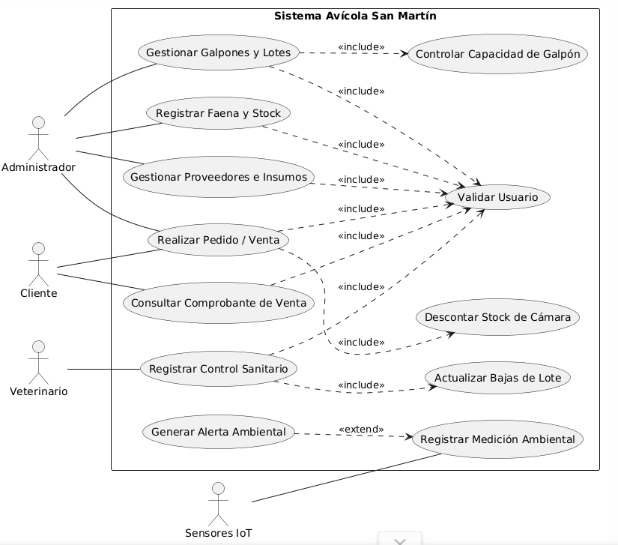 Sistema Avícola San Martín
Gestionar Galpones y Lotes
«include»
Controlar Capacidad de Galpón
«include»
Registrar Faena y Stock
«include»
Administrador
Gestionar Proveedores e Insumos
«include»
Validar Usuario
«include»
Realizar Pedido / Venta
«include»
Cliente
Consultar Comprobante de Venta
«include»
Descontar Stock de Cámara
«include»
Registrar Control Sanitario
Actualizar Bajas de Lote
«include»
Veterinario
Generar Alerta Ambiental
«extend»
Registrar Medición Ambiental
Sensores IoT